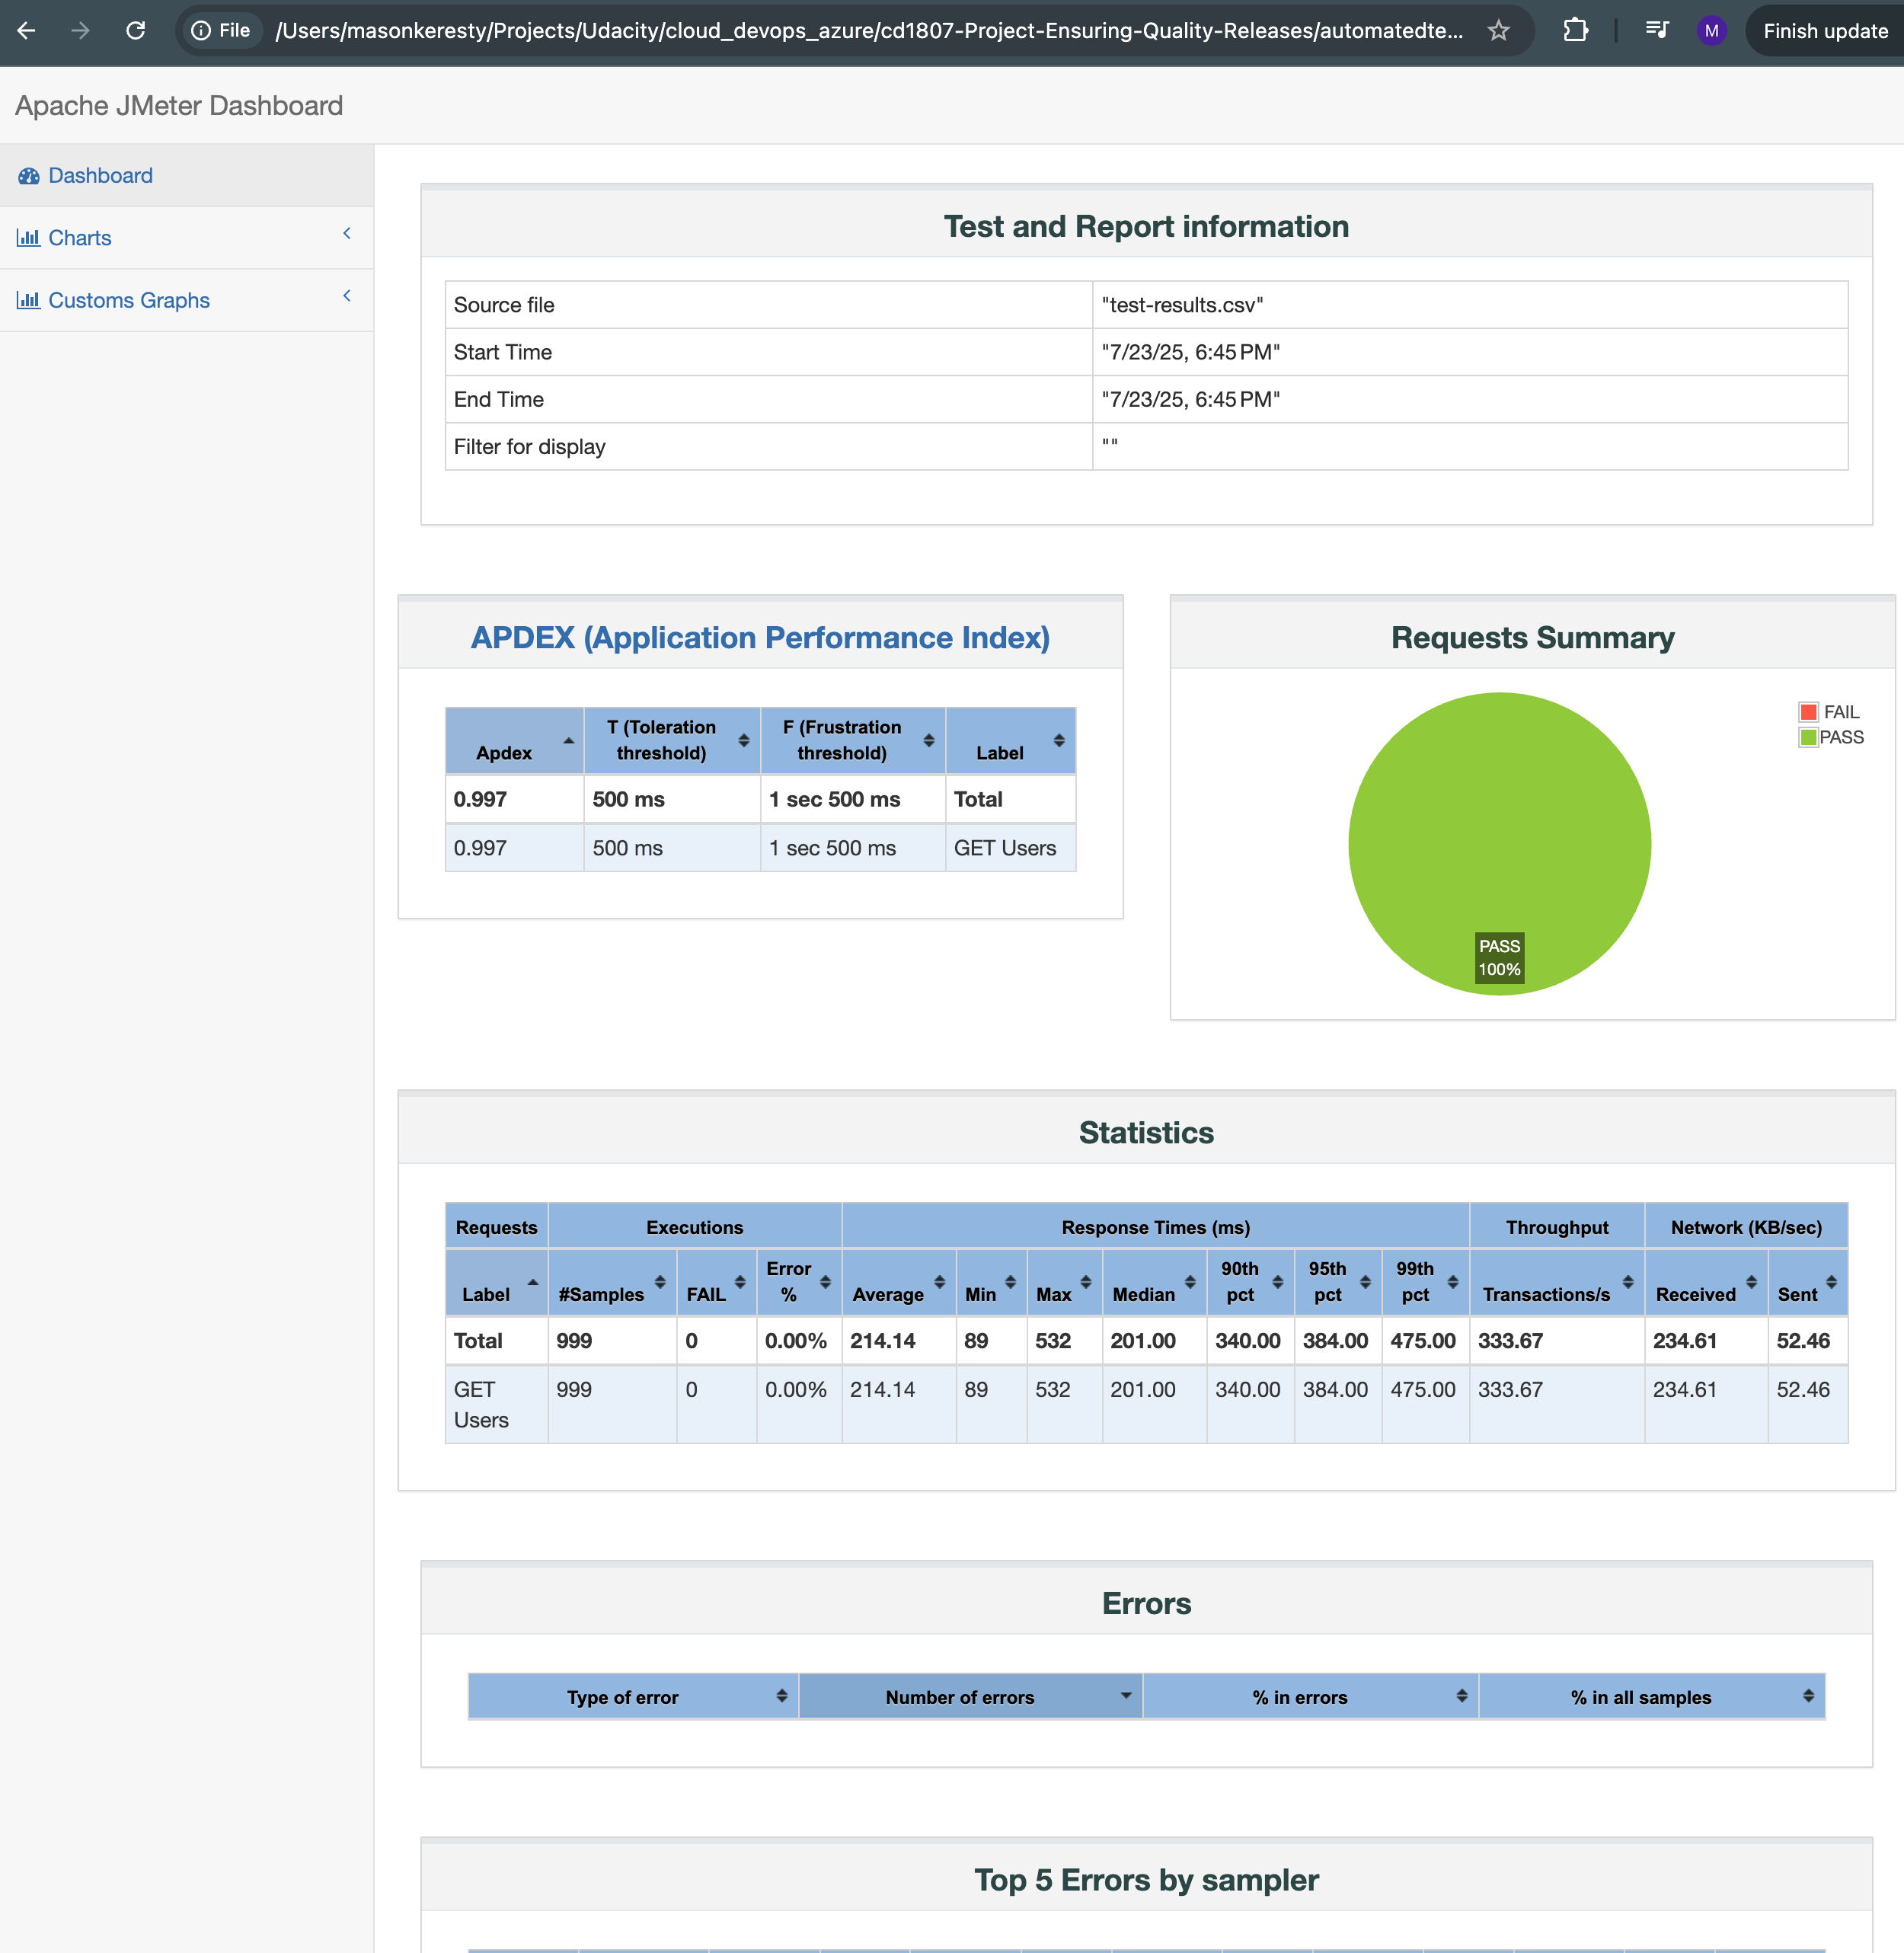 File
/Users/masonkeresty/Projects/Udacity/cloud_devops_azure/cd1807-Project-Ensuring-Quality-Releases/automatedte...
M
Finish update
Apache JMeter Dashboard
Dashboard
Charts
Customs Graphs
Test and Report information
Source file "test-results.csv"
Start Time "7/23/25, 6:45 PM"
End Time "7/23/25, 6:45 PM"
Filter for display ""
APDEX (Application Performance Index)
Apdex T (Toleration threshold) F (Frustration threshold) Label
0.997 500 ms 1 sec 500 ms Total
0.997 500 ms 1 sec 500 ms GET Users
Requests Summary
FAIL
PASS
PASS
100%
Statistics
Requests Executions Response Times (ms) Throughput Network (KB/sec)
Label #Samples FAIL Error % Average Min Max Median 90th pct 95th pct 99th pct Transactions/s Received Sent
Total 999 0 0.00% 214.14 89 532 201.00 340.00 384.00 475.00 333.67 234.61 52.46
GET Users 999 0 0.00% 214.14 89 532 201.00 340.00 384.00 475.00 333.67 234.61 52.46
Errors
Type of error Number of errors % in errors % in all samples
Top 5 Errors by sampler